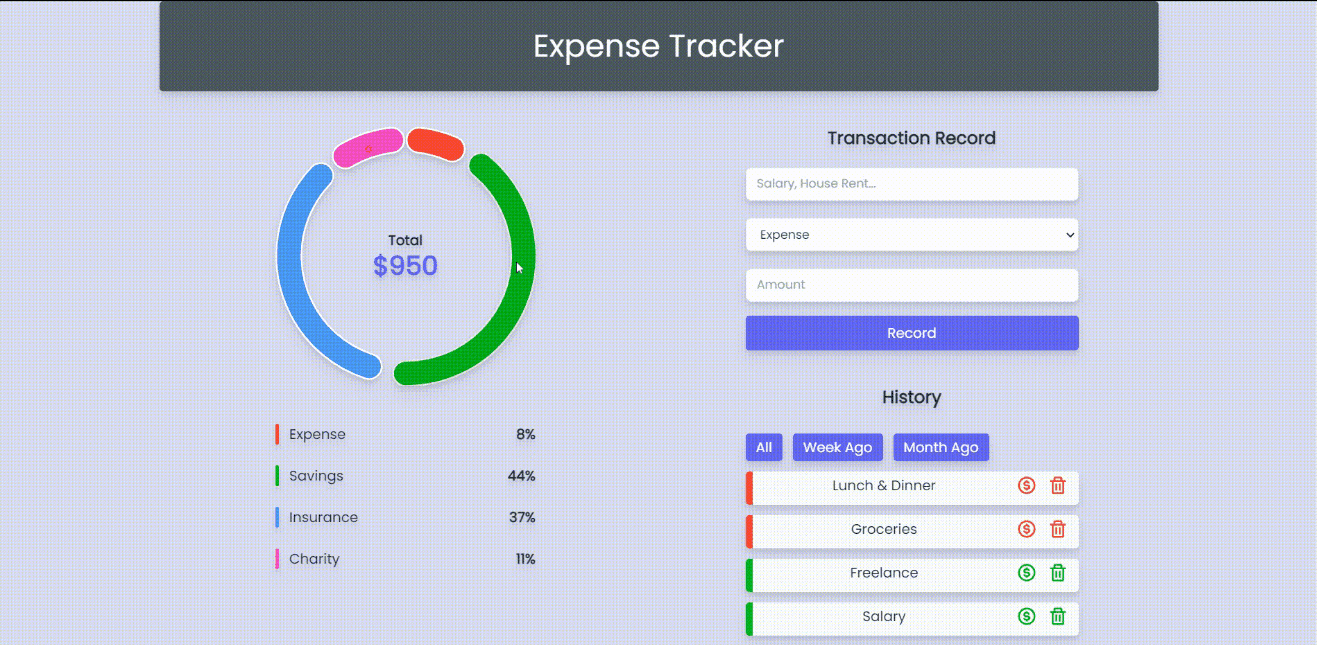 Expense Tracker
Total
$950
Expense 8%
Savings 44%
Insurance 37%
Charity 11%
Transaction Record
Salary, House Rent...
Expense
Amount
Record
History
All Week Ago Month Ago
Lunch & Dinner
Groceries
Freelance
Salary